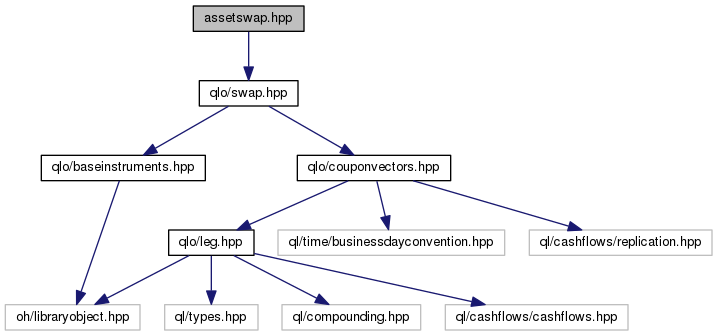 assetswap.hpp
qlo/swap.hpp
qlo/baseinstruments.hpp
qlo/couponvectors.hpp
qlo/leg.hpp
ql/time/businessdayconvention.hpp
ql/cashflows/replication.hpp
oh/libraryobject.hpp
ql/types.hpp
ql/compounding.hpp
ql/cashflows/cashflows.hpp